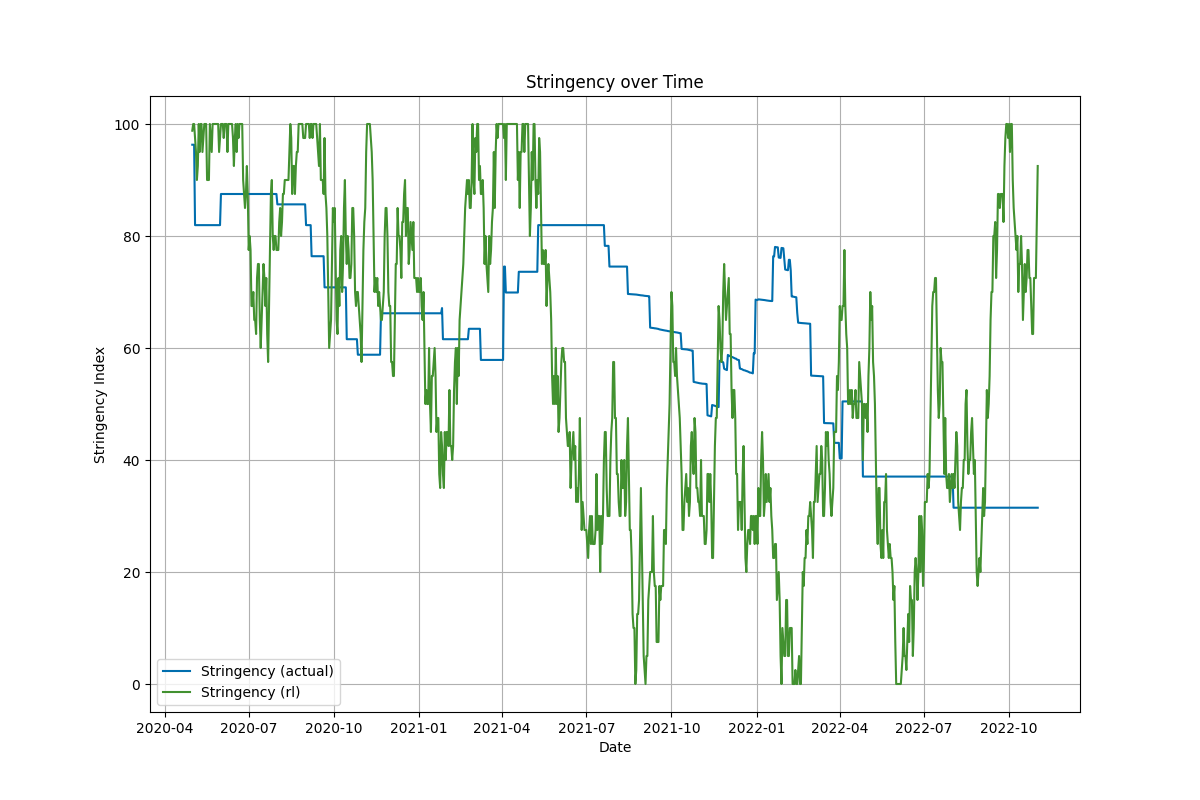 Stringency over Time
100
80
60
40
20
0
Stringency Index
Stringency (actual)
Stringency (rl)
2020-04 2020-07 2020-10 2021-01 2021-04 2021-07 2021-10 2022-01 2022-04 2022-07 2022-10
Date